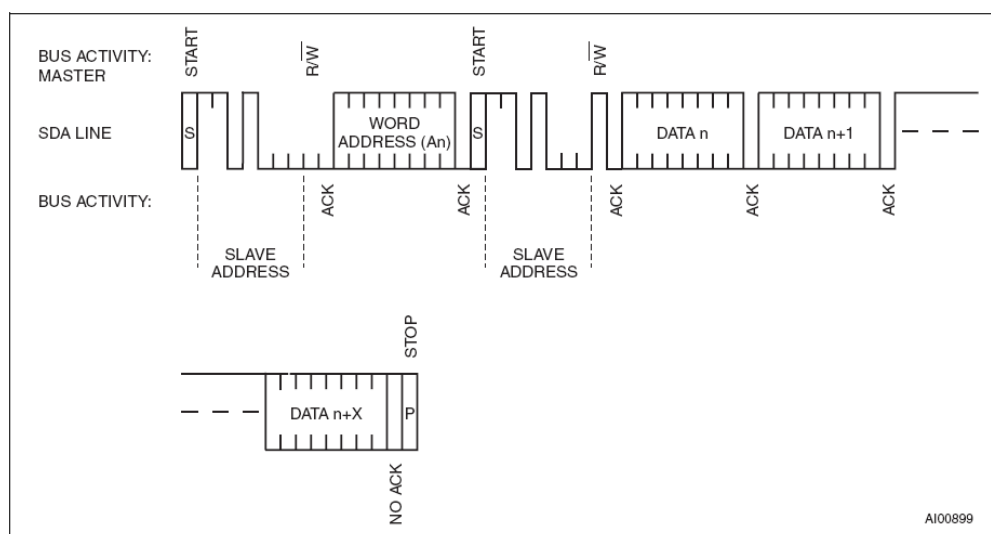 BUS ACTIVITY:
MASTER
START
R/W
START
R/W
SDA LINE
S
WORD
ADDRESS (An)
S
DATA n
DATA n+1
BUS ACTIVITY:
ACK
ACK
ACK
ACK
ACK
SLAVE
ADDRESS
SLAVE
ADDRESS
STOP
DATA n+X
P
NO ACK
AI00899